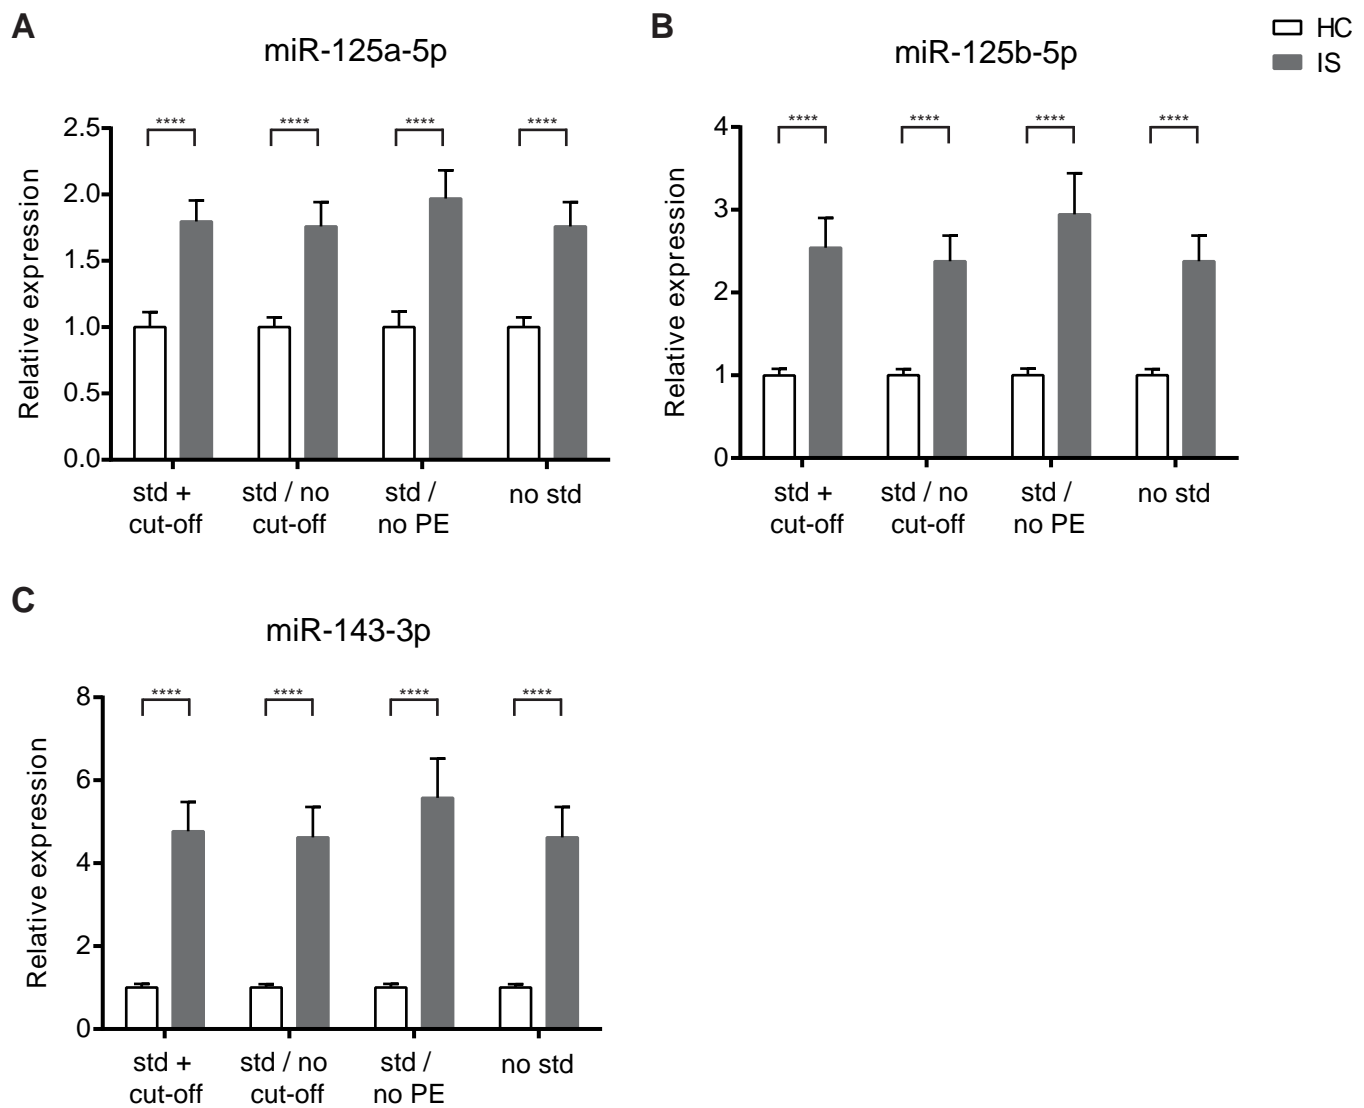 A
miR-125a-5p
Relative expression
2.5
2.0
1.5
1.0
0.5
0.0
**** **** **** ****
std +
cut-off
std / no
cut-off
std /
no PE
no std
B
miR-125b-5p
HC
IS
Relative expression
4
3
2
1
0
**** **** **** ****
std +
cut-off
std / no
cut-off
std /
no PE
no std
C
miR-143-3p
Relative expression
8
6
4
2
0
**** **** **** ****
std +
cut-off
std / no
cut-off
std /
no PE
no std